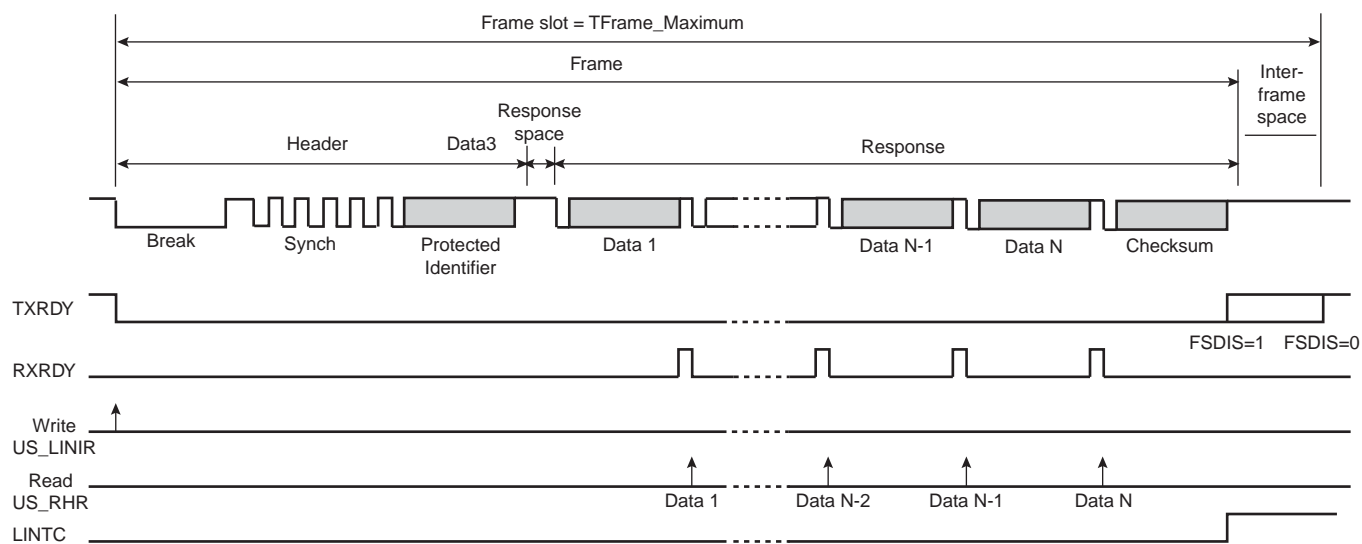 Frame slot = TFrame_Maximum
Frame
Inter-
frame
space
Response
space
Header
Data3
Response
Break
Synch
Protected
Identifier
Data 1
Data N-1
Data N
Checksum
TXRDY
FSDIS=1
FSDIS=0
RXRDY
Write
US_LINIR
Read
US_RHR
Data 1
Data N-2
Data N-1
Data N
LINTC